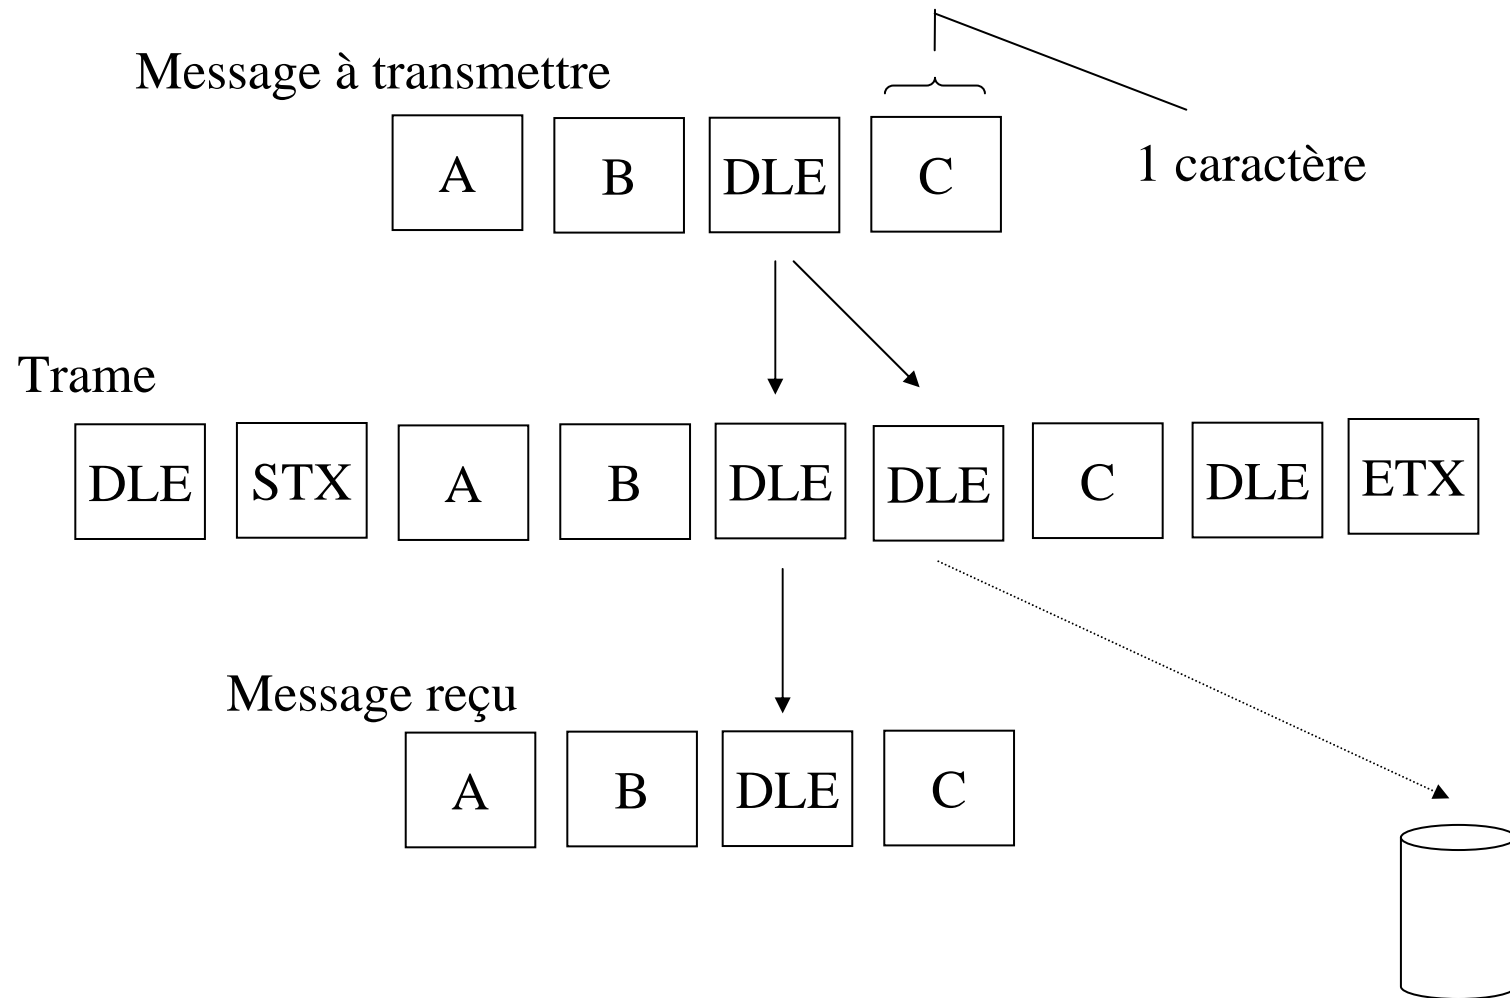 Message à transmettre
1 caractère
A B DLE C
Trame
DLE STX A B DLE DLE C DLE ETX
Message reçu
A B DLE C